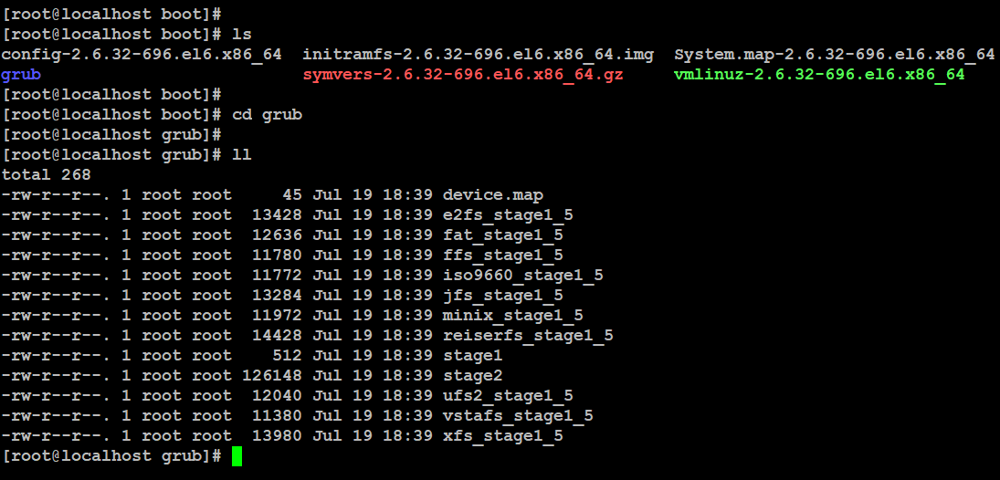 [root@localhost boot]#
[root@localhost boot]# ls
config-2.6.32-696.el6.x86_64  initramfs-2.6.32-696.el6.x86_64.img  System.map-2.6.32-696.el6.x86_64
grub                          symvers-2.6.32-696.el6.x86_64.gz     vmlinuz-2.6.32-696.el6.x86_64
[root@localhost boot]#
[root@localhost boot]# cd grub
[root@localhost grub]#
[root@localhost grub]# ll
total 268
-rw-r--r--. 1 root root     45 Jul 19 18:39 device.map
-rw-r--r--. 1 root root  13428 Jul 19 18:39 e2fs_stage1_5
-rw-r--r--. 1 root root  12636 Jul 19 18:39 fat_stage1_5
-rw-r--r--. 1 root root  11780 Jul 19 18:39 ffs_stage1_5
-rw-r--r--. 1 root root  11772 Jul 19 18:39 iso9660_stage1_5
-rw-r--r--. 1 root root  13284 Jul 19 18:39 jfs_stage1_5
-rw-r--r--. 1 root root  11972 Jul 19 18:39 minix_stage1_5
-rw-r--r--. 1 root root  14428 Jul 19 18:39 reiserfs_stage1_5
-rw-r--r--. 1 root root    512 Jul 19 18:39 stage1
-rw-r--r--. 1 root root 126148 Jul 19 18:39 stage2
-rw-r--r--. 1 root root  12040 Jul 19 18:39 ufs2_stage1_5
-rw-r--r--. 1 root root  11380 Jul 19 18:39 vstafs_stage1_5
-rw-r--r--. 1 root root  13980 Jul 19 18:39 xfs_stage1_5
[root@localhost grub]#